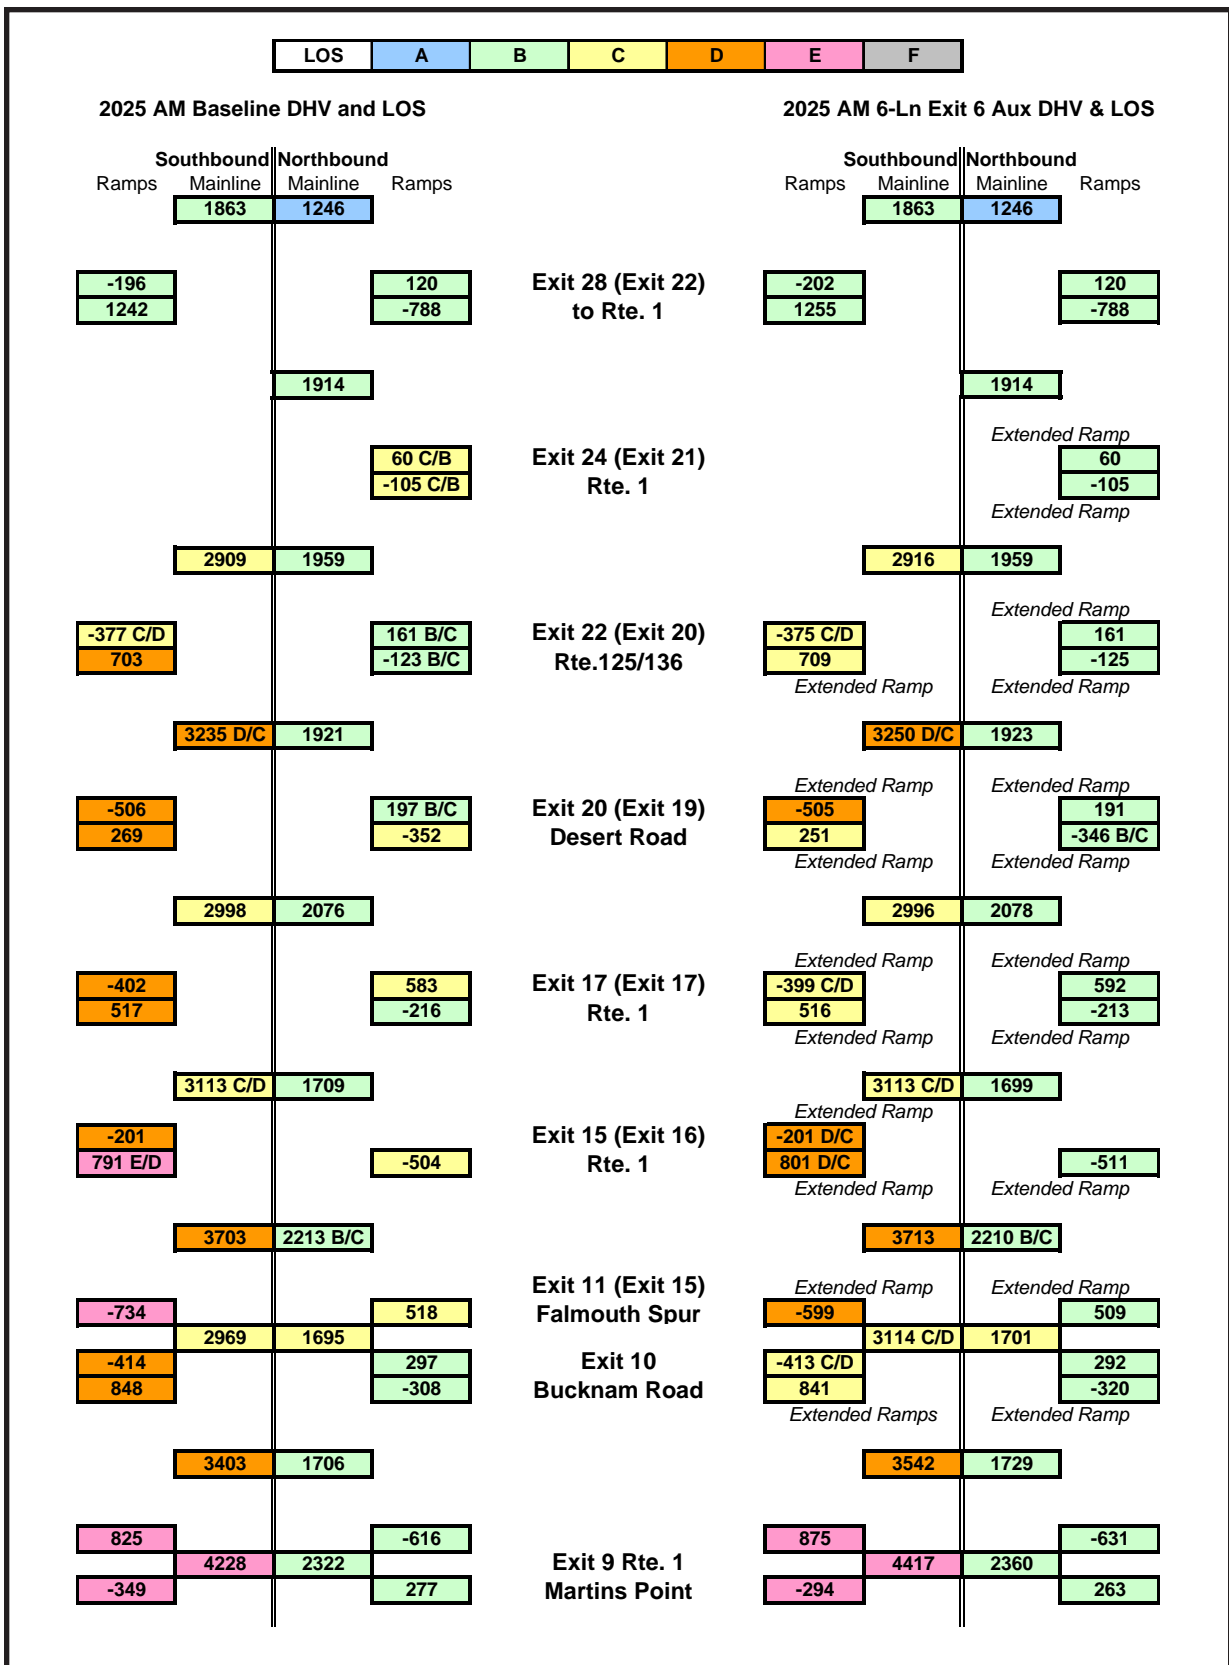 LOS A B C D E F
2025 AM Baseline DHV and LOS 2025 AM 6-Ln Exit 6 Aux DHV & LOS
Southbound Northbound Southbound Northbound
Ramps Mainline Mainline Ramps Ramps Mainline Mainline Ramps
1863 1246 1863 1246
-196 120 Exit 28 (Exit 22) -202 120
1242 -788 to Rte. 1 1255 -788
1914 1914
Extended Ramp
60 C/B Exit 24 (Exit 21) 60
-105 C/B Rte. 1 -105
Extended Ramp
2909 1959 2916 1959
Extended Ramp
-377 C/D 161 B/C Exit 22 (Exit 20) -375 C/D 161
703 -123 B/C Rte.125/136 709 -125
Extended Ramp Extended Ramp
3235 D/C 1921 3250 D/C 1923
Extended Ramp Extended Ramp
-506 197 B/C Exit 20 (Exit 19) -505 191
269 -352 Desert Road 251 -346 B/C
Extended Ramp Extended Ramp
2998 2076 2996 2078
Extended Ramp Extended Ramp
-402 583 Exit 17 (Exit 17) -399 C/D 592
517 -216 Rte. 1 516 -213
Extended Ramp Extended Ramp
3113 C/D 1709 3113 C/D 1699
Extended Ramp
-201 Exit 15 (Exit 16) -201 D/C
791 E/D -504 Rte. 1 801 D/C -511
Extended Ramp Extended Ramp
3703 2213 B/C 3713 2210 B/C
Exit 11 (Exit 15) Extended Ramp Extended Ramp
-734 518 Falmouth Spur -599 509
2969 1695 3114 C/D 1701
-414 297 Exit 10 -413 C/D 292
848 -308 Bucknam Road 841 -320
Extended Ramps Extended Ramp
3403 1706 3542 1729
825 -616 875 -631
4228 2322 Exit 9 Rte. 1 4417 2360
-349 277 Martins Point -294 263